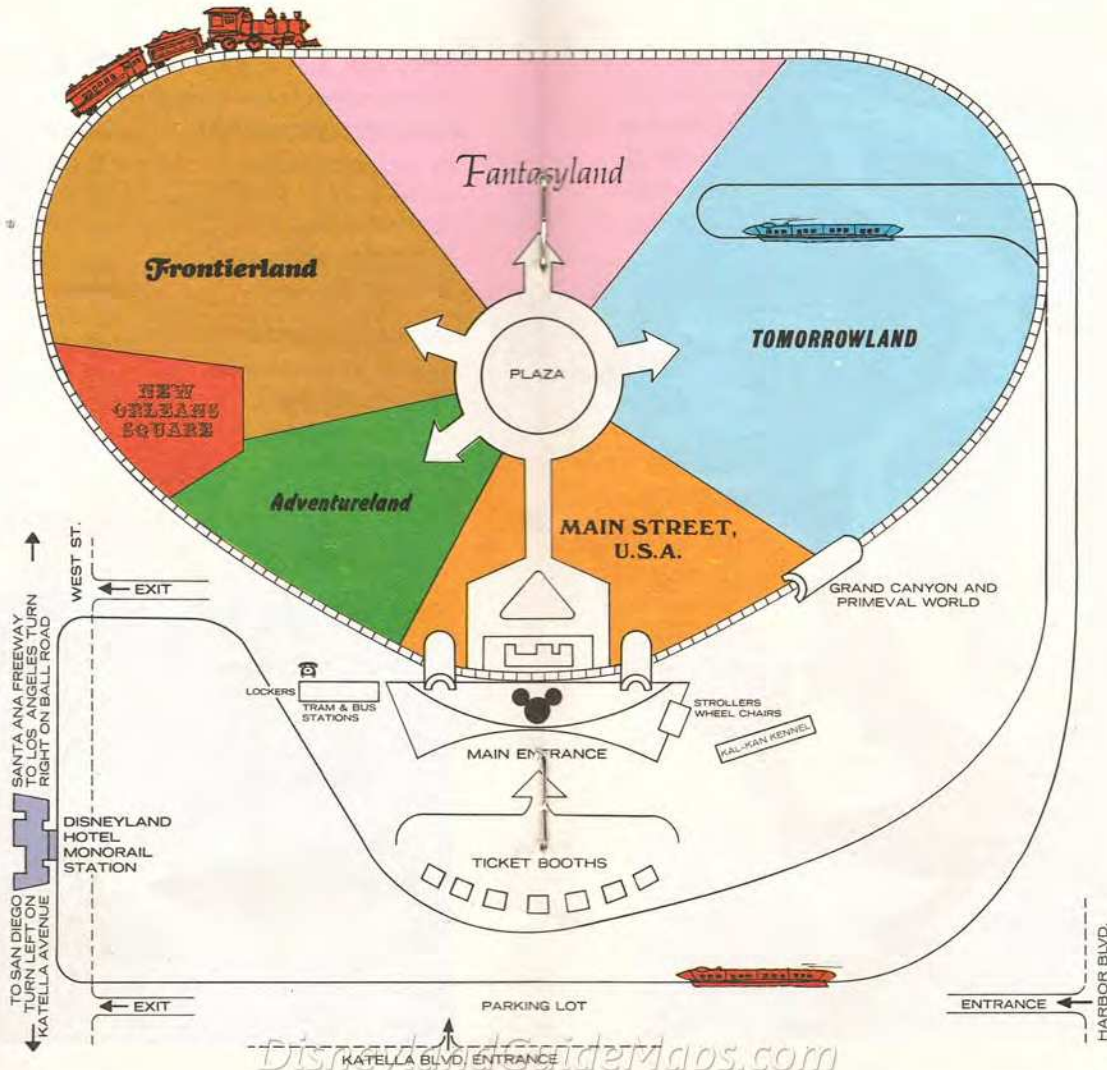 Fantasyland
Frontierland
TOMORROWLAND
PLAZA
NEW
ORLEANS
SQUARE
Adventureland
MAIN STREET,
U.S.A.
GRAND CANYON AND
PRIMEVAL WORLD
WEST ST.
← EXIT
SANTA ANA FREEWAY
TO LOS ANGELES TURN
RIGHT ON BALL ROAD
LOCKERS
TRAM & BUS
STATIONS
STROLLERS
WHEEL CHAIRS
KAL-KAN KENNEL
MAIN ENTRANCE
DISNEYLAND
HOTEL
MONORAIL
STATION
TICKET BOOTHS
TO SAN DIEGO
TURN LEFT ON
KATELLA AVENUE
← EXIT
PARKING LOT
ENTRANCE ←
HARBOR BLVD.
KATELLA BLVD. ENTRANCE
DisneylandGuideMaps.com